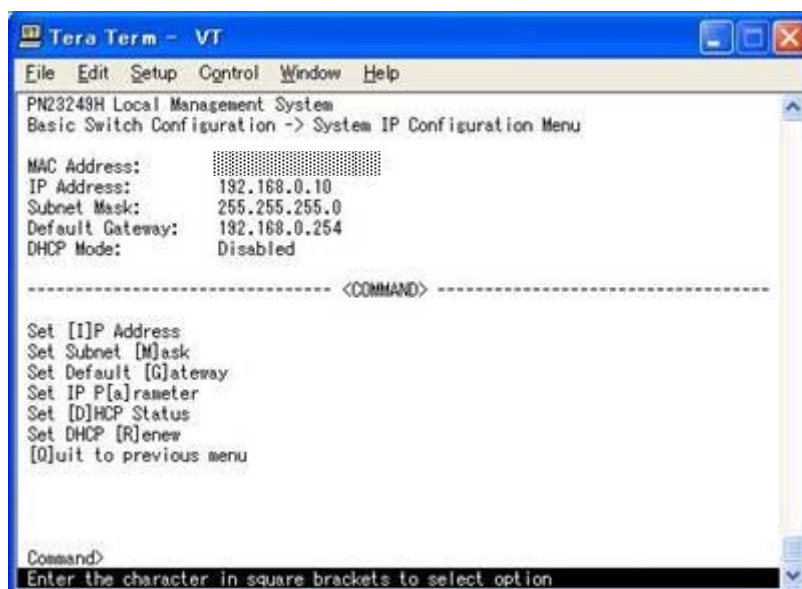 Tera Term - VT
File Edit Setup Control Window Help
PN23249H Local Management System
Basic Switch Configuration -> System IP Configuration Menu
MAC Address:
IP Address: 192.168.0.10
Subnet Mask: 255.255.255.0
Default Gateway: 192.168.0.254
DHCP Mode: Disabled
-------------------------------- <COMMAND> -----------------------------------
Set [I]P Address
Set Subnet [M]ask
Set Default [G]ateway
Set IP P[a]rameter
Set [D]HCP Status
Set DHCP [R]enew
[Q]uit to previous menu
Command>
Enter the character in square brackets to select option